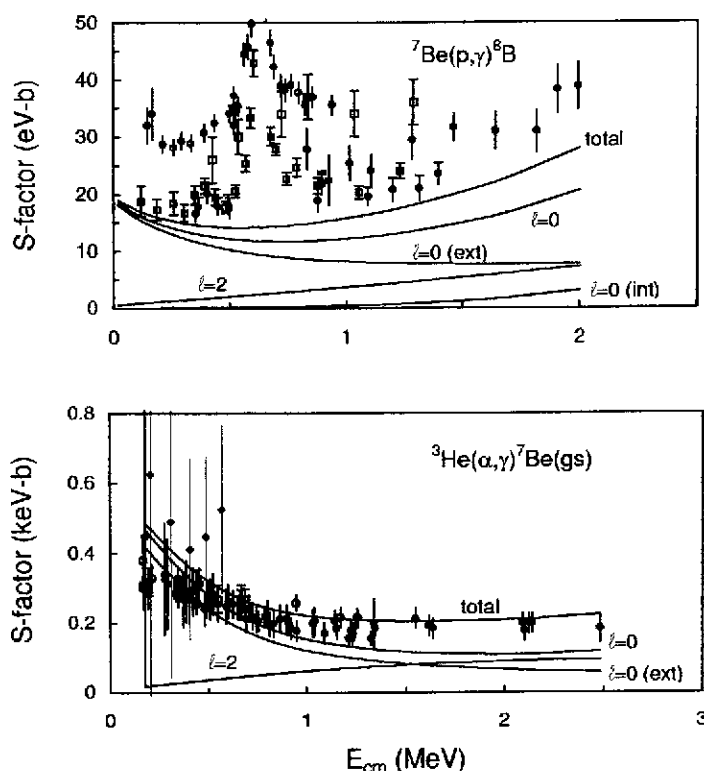 50
40
30
20
10
0
S-factor (eV-b)
⁷Be(p,γ)⁸B
total
ℓ=0
ℓ=0 (ext)
ℓ=2
ℓ=0 (int)
0
1
2
0.8
0.6
0.4
0.2
0
S-factor (keV-b)
³He(α,γ)⁷Be(gs)
total
ℓ=0
ℓ=2
ℓ=0 (ext)
0
1
2
3
E_cm (MeV)